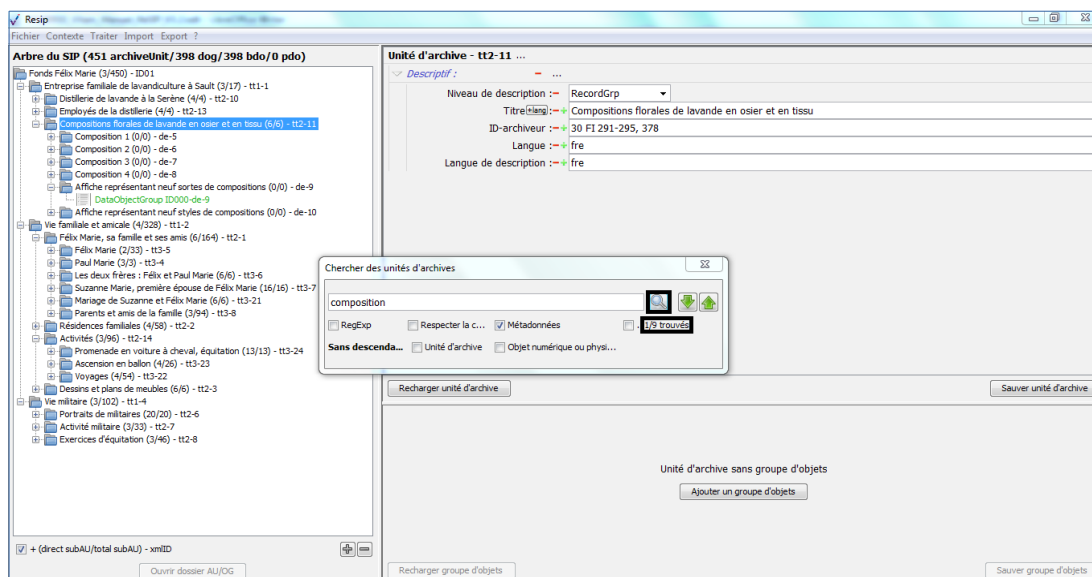 Resip
Fichier Contexte Traiter Import Export ?
Arbre du SIP (451 archiveUnit/398 dog/398 bdo/0 pdo)
Fonds Félix Marie (3/450) - ID01
Entreprise familiale de lavandiculture à Sault (3/17) - tt1-1
Distillerie de lavande à la Serène (4/4) - tt2-10
Employés de la distillerie (4/4) - tt2-13
Compositions florales de lavande en osier et en tissu (6/6) - tt2-11
Composition 1 (0/0) - de-5
Composition 2 (0/0) - de-6
Composition 3 (0/0) - de-7
Composition 4 (0/0) - de-8
Affiche représentant neuf sortes de compositions (0/0) - de-9
DataObjectGroup ID000-de-9
Affiche représentant neuf styles de compositions (0/0) - de-10
Vie familiale et amicale (4/328) - tt1-2
Félix Marie, sa famille et ses amis (6/164) - tt2-1
Félix Marie (2/33) - tt3-5
Paul Marie (3/3) - tt3-4
Les deux frères : Félix et Paul Marie (6/6) - tt3-6
Suzanne Marie, première épouse de Félix Marie (16/16) - tt3-7
Mariage de Suzanne et Félix Marie (6/6) - tt3-21
Parents et amis de la famille (3/94) - tt3-8
Résidences familiales (4/58) - tt2-2
Activités (3/96) - tt2-14
Promenade en voiture à cheval, équitation (13/13) - tt3-24
Ascension en ballon (4/26) - tt3-23
Voyages (4/54) - tt3-22
Dessins et plans de meubles (6/6) - tt2-3
Vie militaire (3/102) - tt1-4
Portraits de militaires (20/20) - tt2-6
Activité militaire (3/33) - tt2-7
Exercices d'équitation (3/46) - tt2-8
+ (direct subAU/total subAU) - xmlID
Ouvrir dossier AU/OG
Unité d'archive - tt2-11 ...
Descriptif : − ...
Niveau de description :− RecordGrp
Titre +lang :−+ Compositions florales de lavande en osier et en tissu
ID-archiveur :−+ 30 FI 291-295, 378
Langue :−+ fre
Langue de description :−+ fre
Chercher des unités d'archives
composition
RegExp Respecter la c... Métadonnées . 1/9 trouvés
Sans descenda... Unité d'archive Objet numérique ou physi...
Recharger unité d'archive Sauver unité d'archive
Unité d'archive sans groupe d'objets
Ajouter un groupe d'objets
Recharger groupe d'objets Sauver groupe d'objets